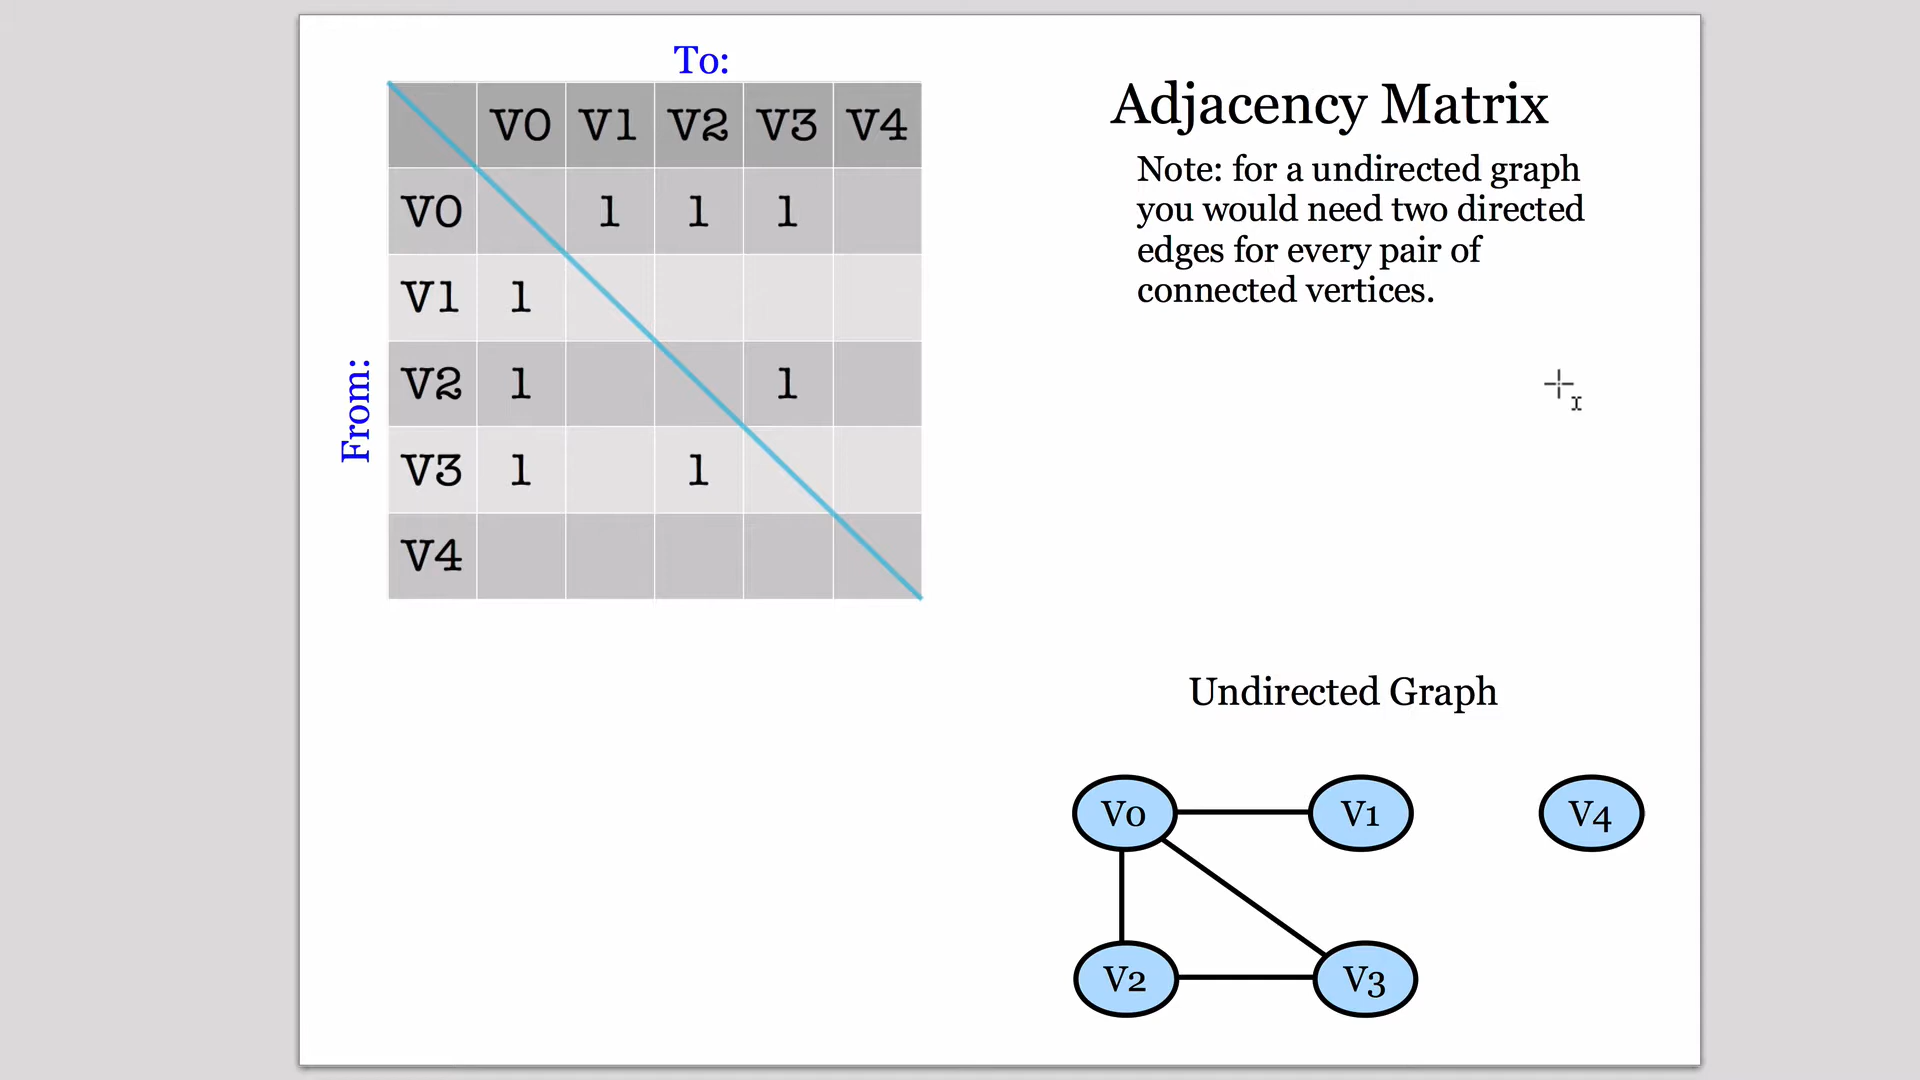 To:
V0 V1 V2 V3 V4
V0 1 1 1
V1 1
V2 1 1
V3 1 1
V4
From:
Adjacency Matrix
Note: for a undirected graph
you would need two directed
edges for every pair of
connected vertices.
Undirected Graph
V0 V1 V4
V2 V3